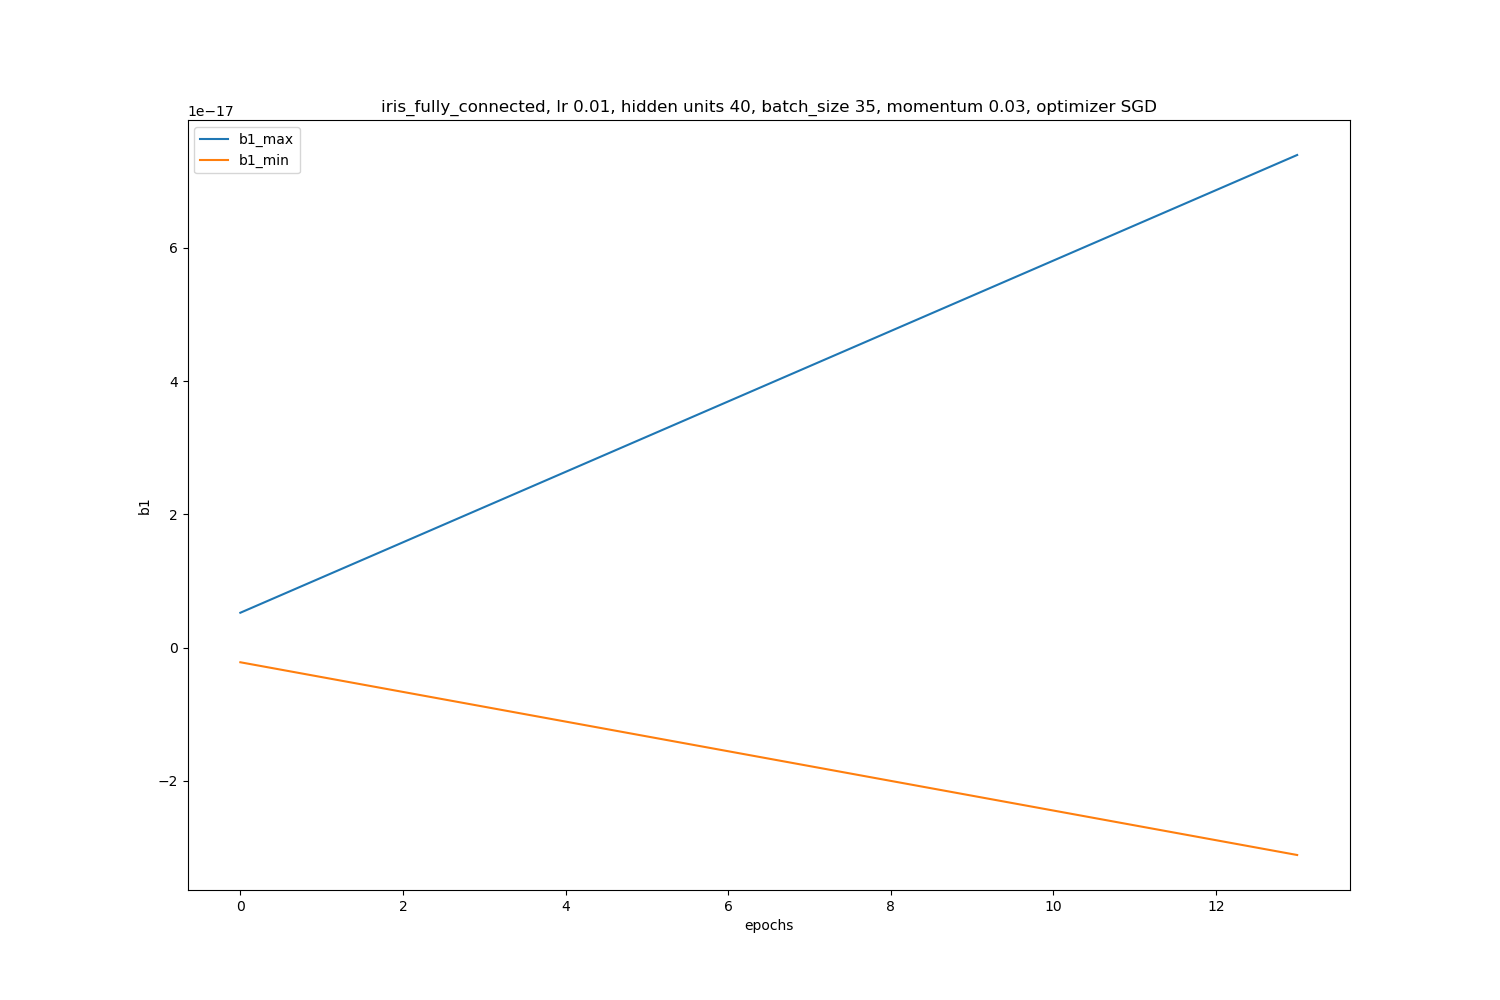 iris_fully_connected, lr 0.01, hidden units 40, batch_size 35, momentum 0.03, optimizer SGD
1e−17
b1_max
b1_min
6
4
2
0
−2
b1
0 2 4 6 8 10 12
epochs